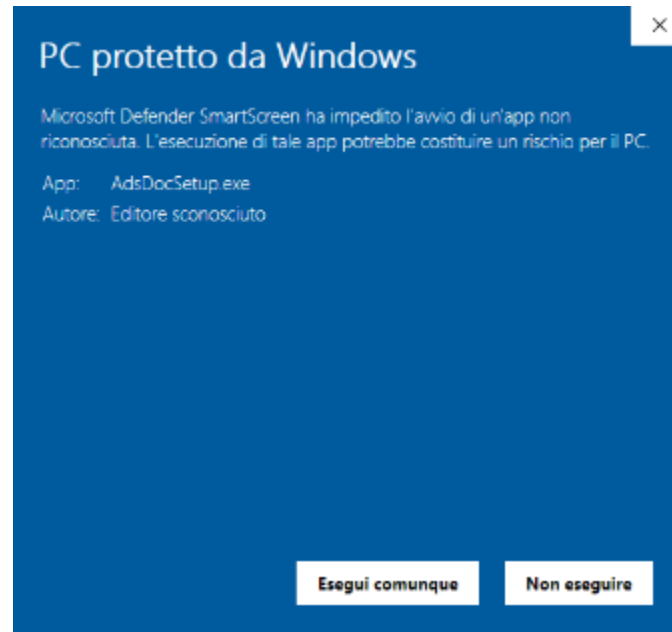 PC protetto da Windows
Microsoft Defender SmartScreen ha impedito l'avvio di un'app non
riconosciuta. L'esecuzione di tale app potrebbe costituire un rischio per il PC.
App: AdsDocSetup.exe
Autore: Editore sconosciuto
Esegui comunque Non eseguire